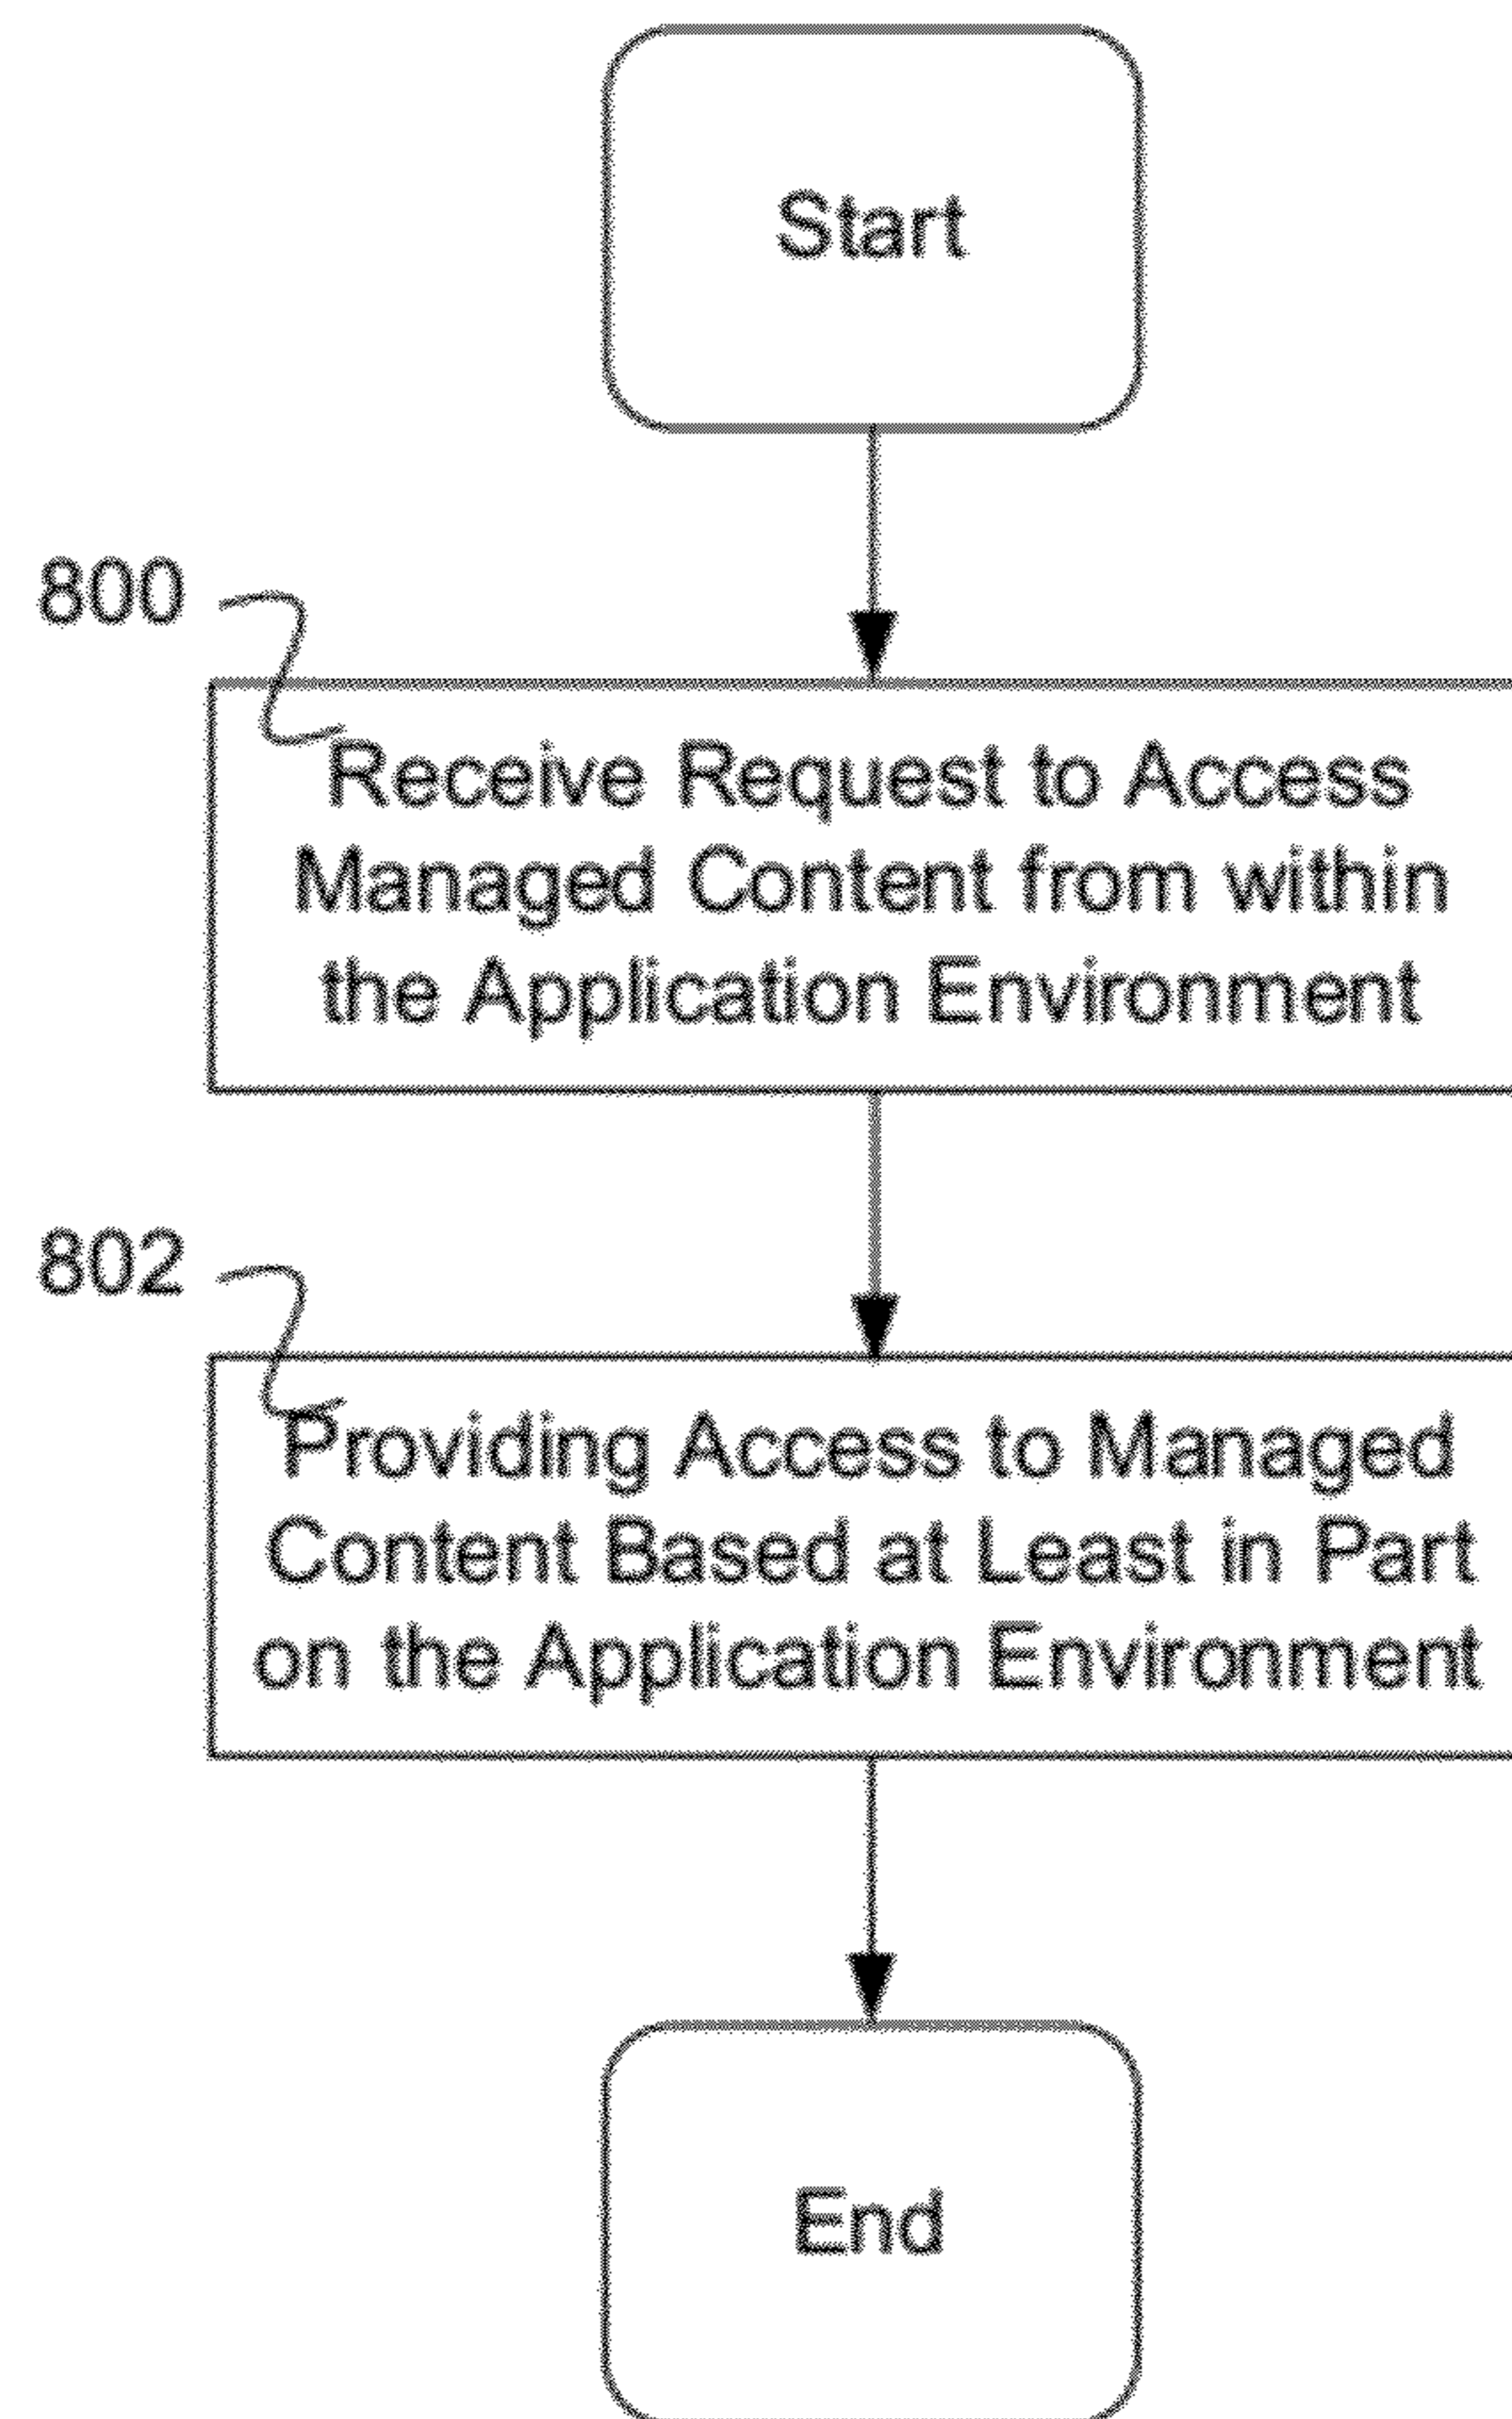 Start
800
Receive Request to Access
Managed Content from within
the Application Environment
802
Providing Access to Managed
Content Based at Least in Part
on the Application Environment
End